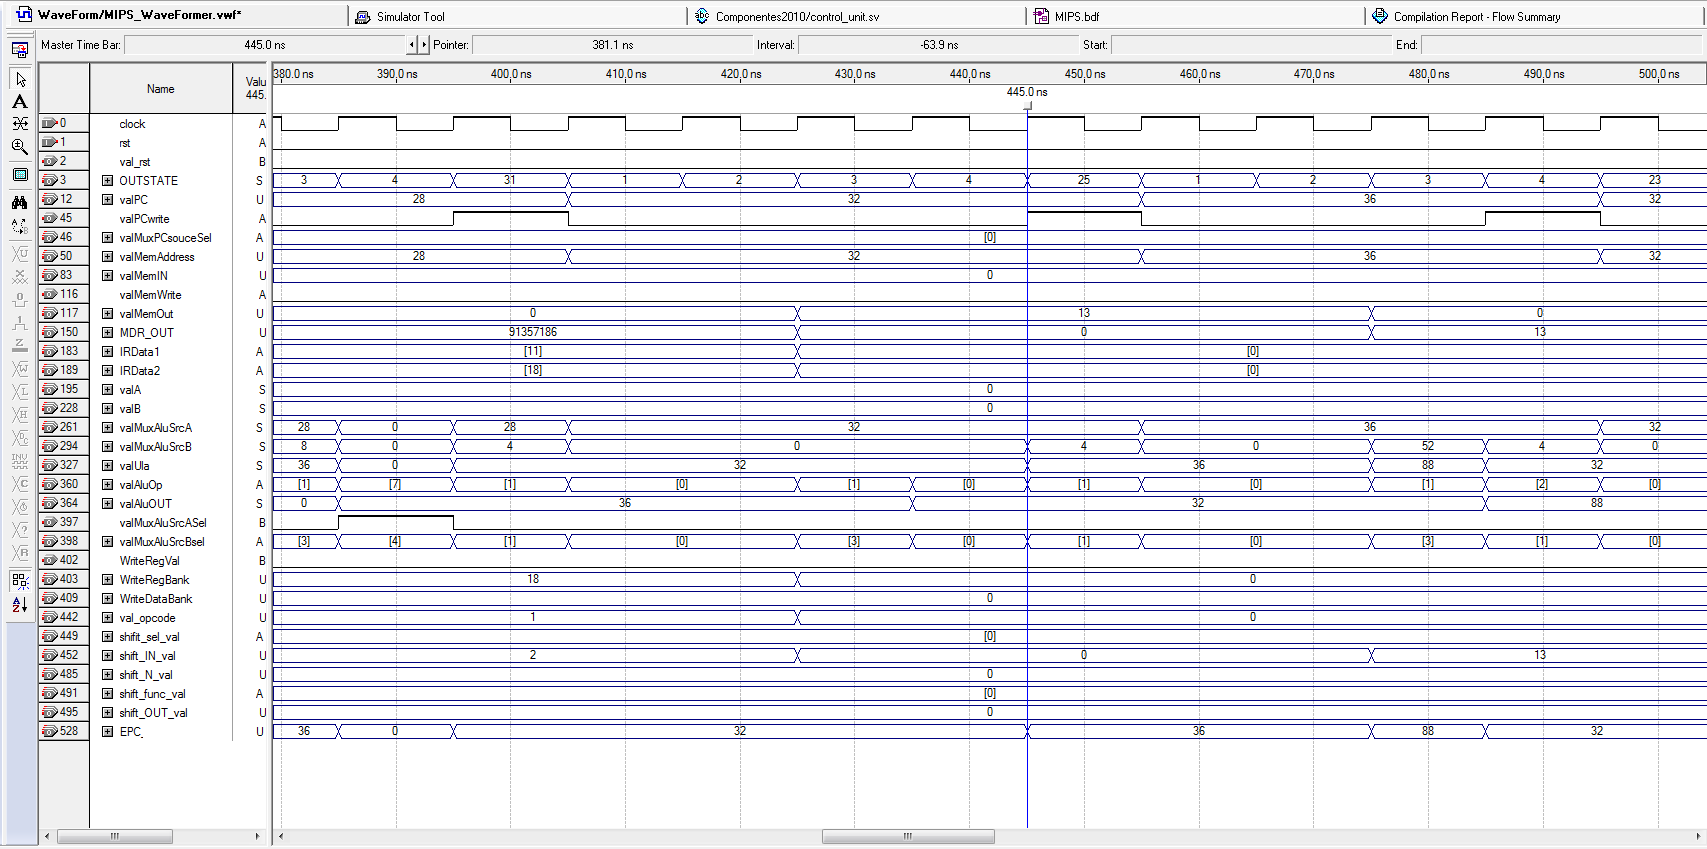 WaveForm/MIPS_WaveFormer.vwf* Simulator Tool Componentes2010/control_unit.sv MIPS.bdf Compilation Report - Flow Summary
Master Time Bar: 445.0 ns Pointer: 381.1 ns Interval: -63.9 ns Start: End:
Name Valu 445. 380.0 ns 390.0 ns 400.0 ns 410.0 ns 420.0 ns 430.0 ns 440.0 ns 450.0 ns 460.0 ns 470.0 ns 480.0 ns 490.0 ns 500.0 ns
445.0 ns
0 clock A
1 rst A
2 val_rst B
3 OUTSTATE S 3 4 31 1 2 3 4 25 1 2 3 4 23
12 valPC U 28 32 36 32
45 valPCwrite A
46 valMuxPCsouceSel A [0]
50 valMemAddress U 28 32 36 32
83 valMemIN U 0
116 valMemWrite A
117 valMemOut U 0 13 0
150 MDR_OUT U 91357186 0 13
183 IRData1 A [11] [0]
189 IRData2 A [18] [0]
195 valA S 0
228 valB S 0
261 valMuxAluSrcA S 28 0 28 32 36 32
294 valMuxAluSrcB S 8 0 4 0 4 0 52 4 0
327 valUla S 36 0 32 36 88 32
360 valAluOp A [1] [7] [1] [0] [1] [0] [1] [0] [1] [2] [0]
364 valAluOUT S 0 36 32 88
397 valMuxAluSrcASel B
398 valMuxAluSrcBsel A [3] [4] [1] [0] [3] [0] [1] [0] [3] [1] [0]
402 WriteRegVal B
403 WriteRegBank U 18 0
409 WriteDataBank U 0
442 val_opcode U 1 0
449 shifit_sel_val A [0]
452 shift_IN_val U 2 0 13
485 shift_N_val U 0
491 shift_func_val A [0]
495 shift_OUT_val U 0
528 EPC_ U 36 0 32 36 88 32